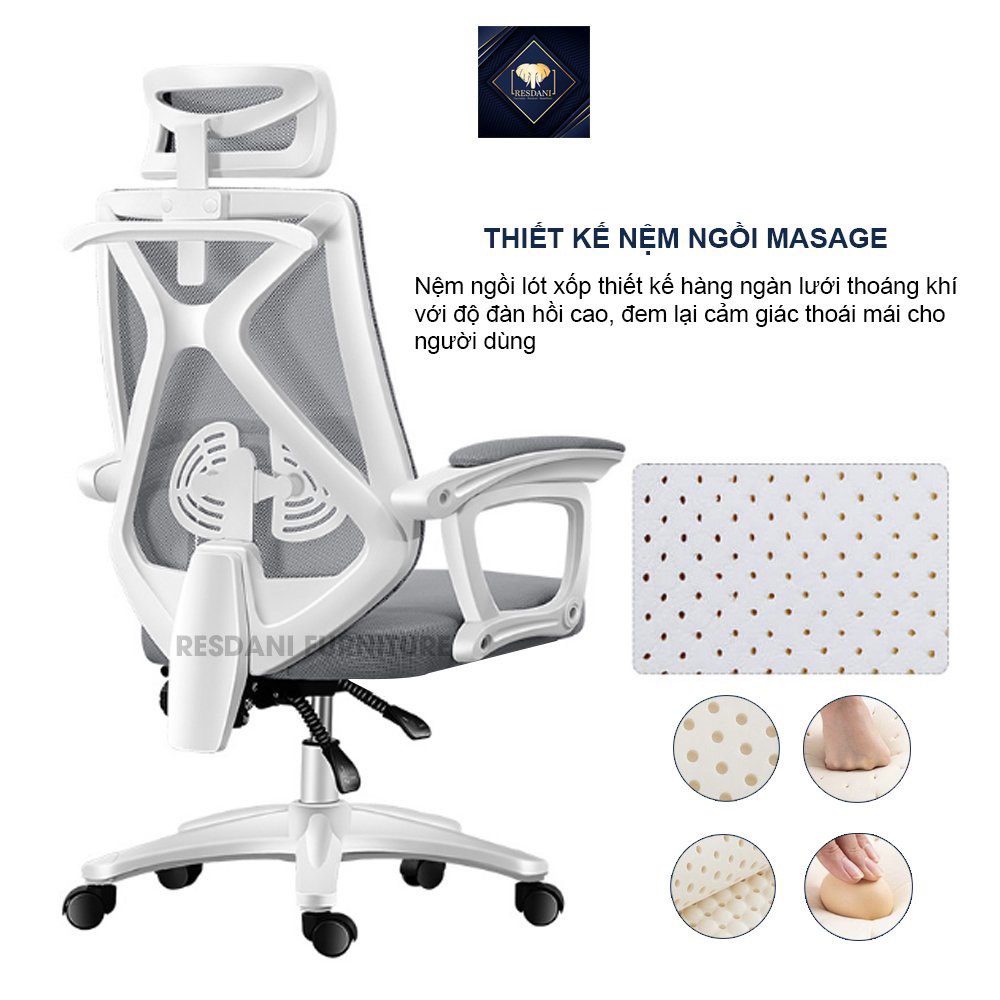 RESDANI
THIẾT KẾ NỆM NGỒI MASAGE
Nệm ngồi lót xốp thiết kế hàng ngàn lưới thoáng khí
với độ đàn hồi cao, đem lại cảm giác thoái mái cho
người dùng
RESDANI FURNITURE